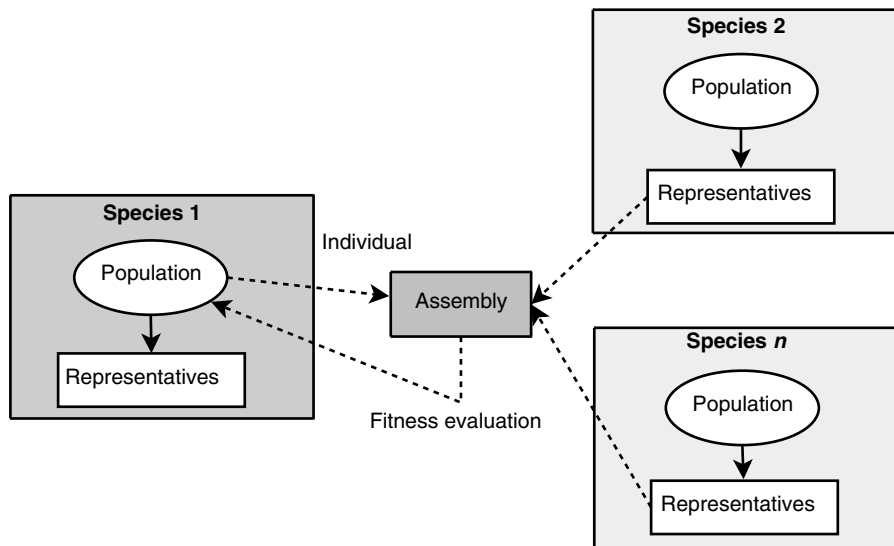 Species 2
Population
Representatives
Species 1
Individual
Population
Assembly
Representatives
Fitness evaluation
Species n
Population
Representatives